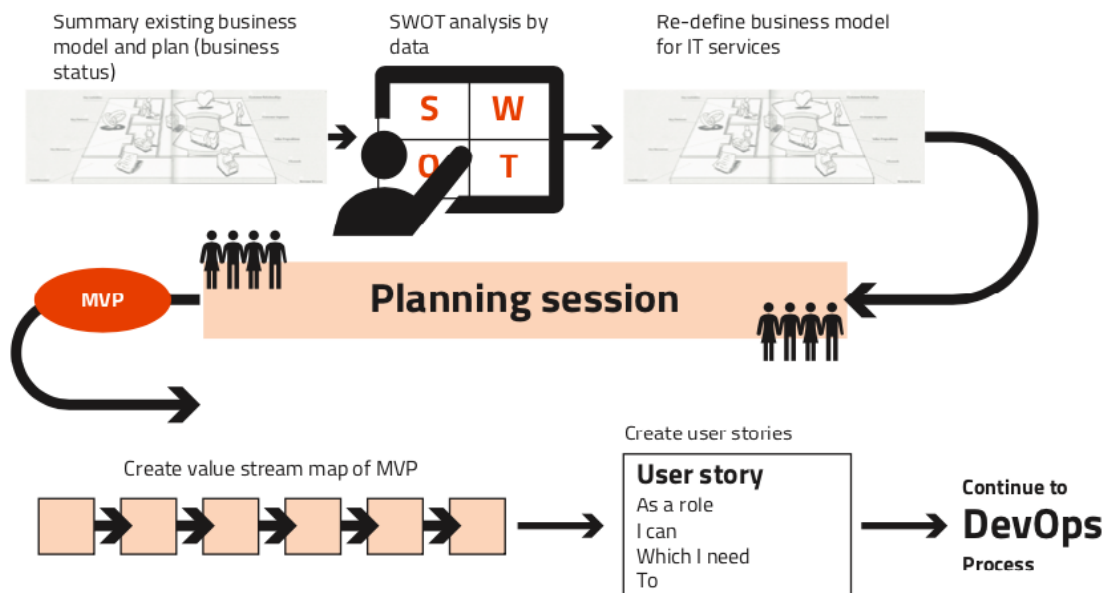 Summary existing business
model and plan (business
status)
SWOT analysis by
data
Re-define business model
for IT services
S
W
O
T
MVP
Planning session
Create value stream map of MVP
Create user stories
User story
As a role
I can
Which I need
To
Continue to
DevOps
Process